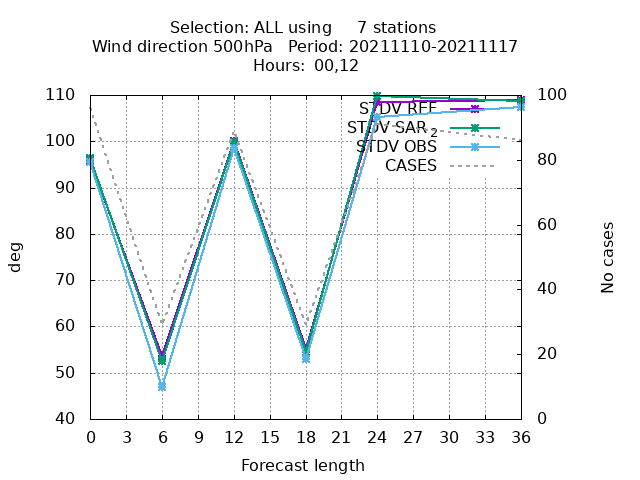 Selection: ALL using 7 stations
Wind direction 500hPa Period: 20211110-20211117
Hours: 00,12
110
100
90
80
70
60
50
40
deg
STDV REF
STDV SAR 2
STDV OBS
CASES
100
80
60
40
20
0
No cases
0 3 6 9 12 15 18 21 24 27 30 33 36
Forecast length